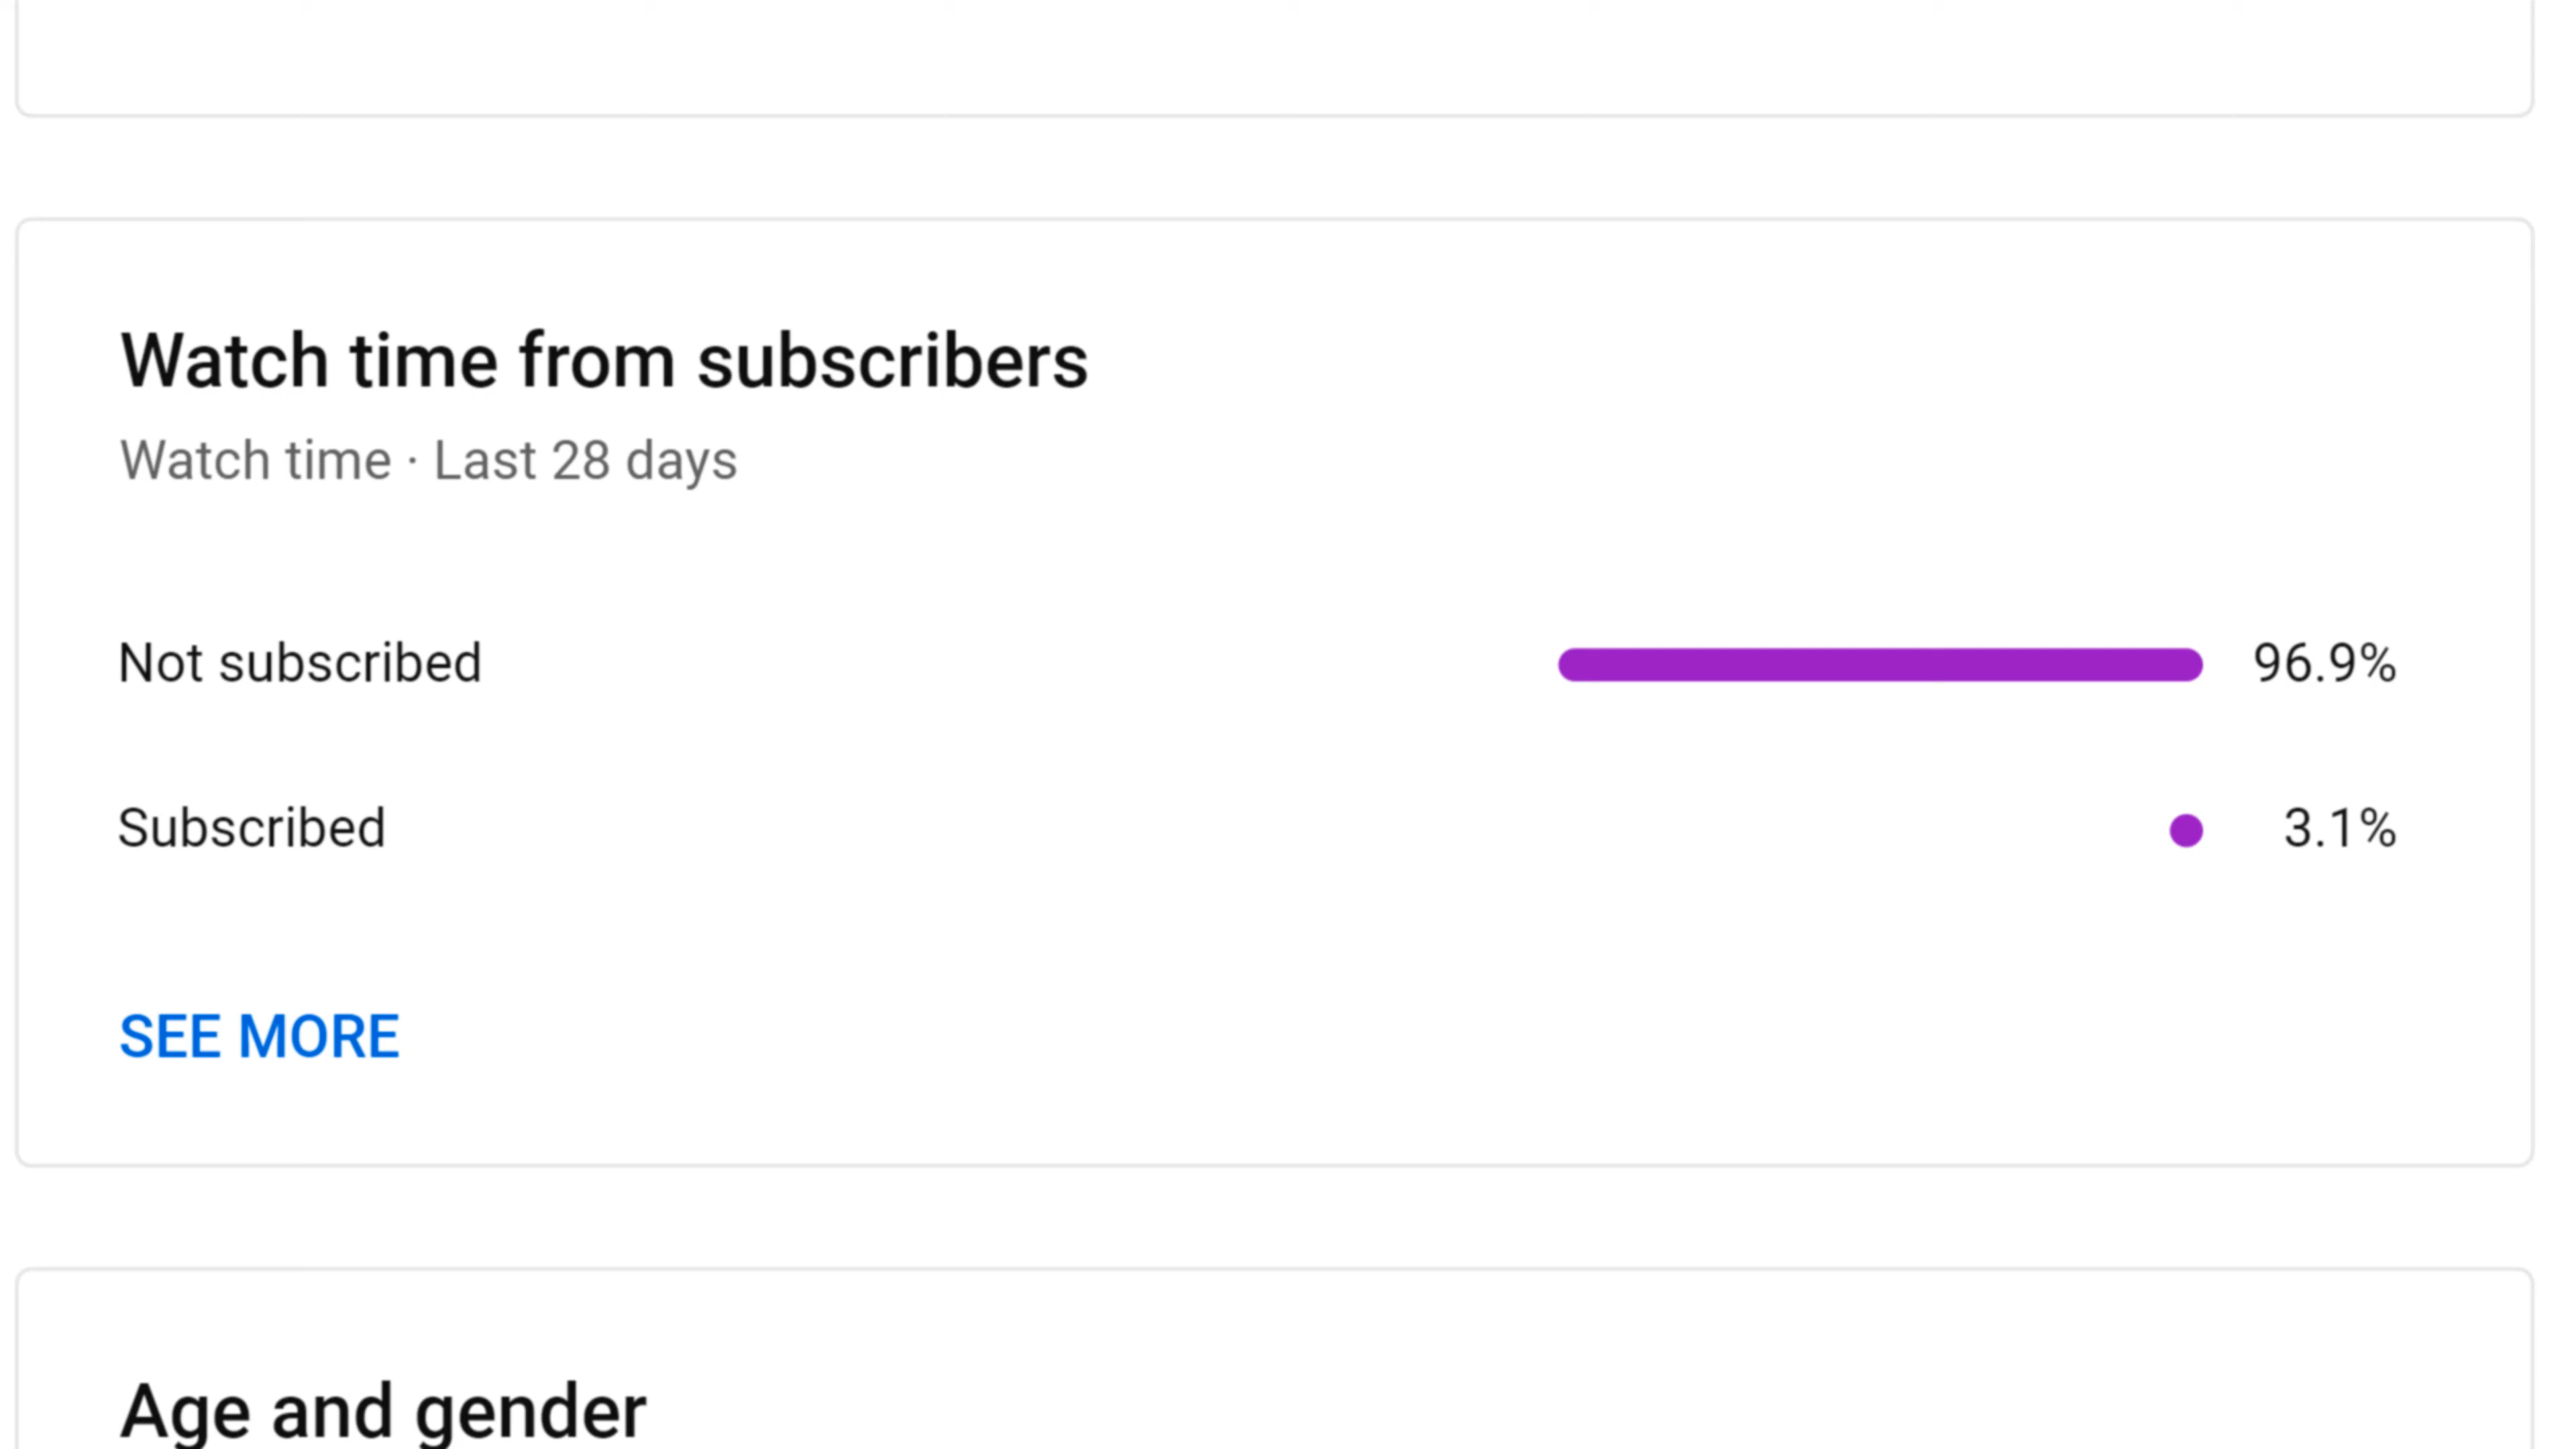 Watch time from subscribers
Watch time · Last 28 days
Not subscribed 96.9%
Subscribed 3.1%
SEE MORE
Age and gender